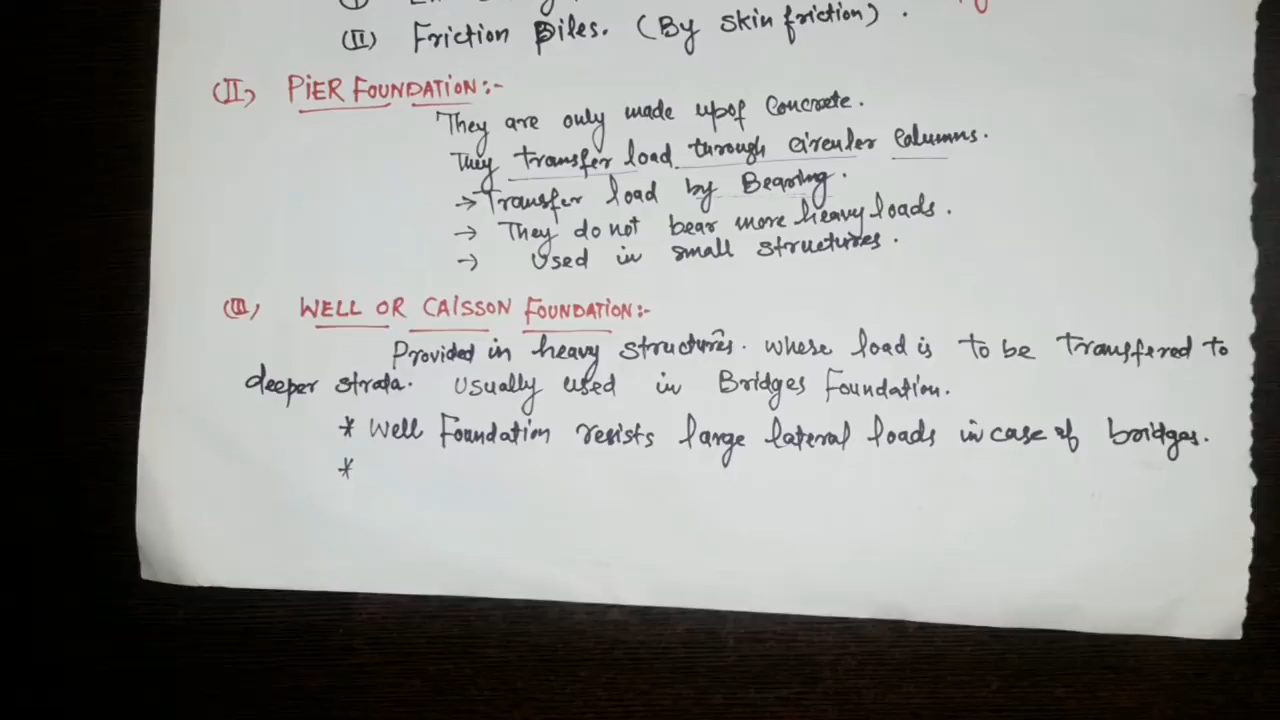 (II) Friction Piles. (By Skin friction).
(II) PIER FOUNDATION:-
They are only made upof Concrete.
They transfer load through circular Columns.
→ Transfer load by Bearing.
→ They do not bear more heavy loads.
→ Used in small structures.
(III) WELL OR CAISSON FOUNDATION:-
Provided in heavy structures. Where load is to be transfered to
deeper strata. Usually used in Bridges Foundation.
* Well Foundation resists large lateral loads in case of bridges.
*